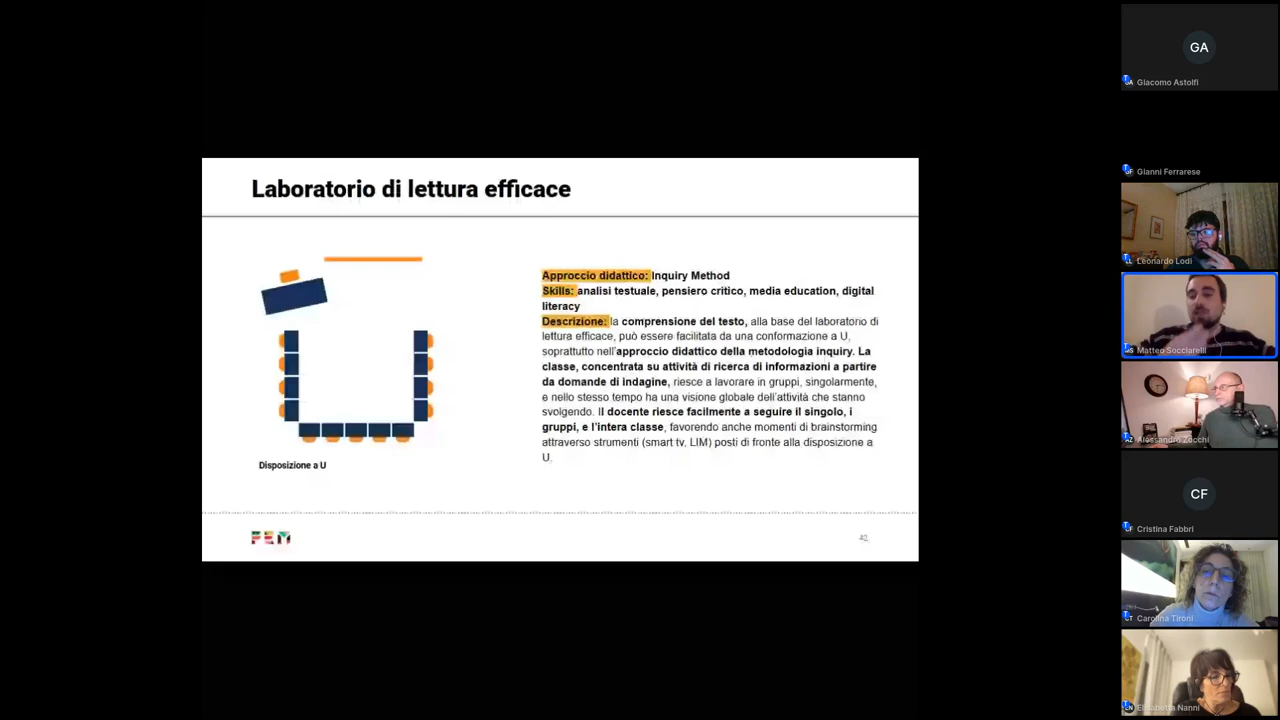 Laboratorio di lettura efficace
Approccio didattico: Inquiry Method
Skills: analisi testuale, pensiero critico, media education, digital
literacy
Descrizione: la comprensione del testo, alla base del laboratorio di
lettura efficace, può essere facilitata da una conformazione a U,
soprattutto nell'approccio didattico della metodologia inquiry. La
classe, concentrata su attività di ricerca di informazioni a partire
da domande di indagine, riesce a lavorare in gruppi, singolarmente,
e nello stesso tempo ha una visione globale dell'attività che stanno
svolgendo. Il docente riesce facilmente a seguire il singolo, i
gruppi, e l'intera classe, favorendo anche momenti di brainstorming
attraverso strumenti (smart tv, LIM) posti di fronte alla disposizione a
U.
Disposizione a U
FEM
42
GA
Giacomo Astolfi
Gianni Ferrarese
Leonardo Lodi
Matteo Socciarelli
Alessandro Zocchi
CF
Cristina Fabbri
Carolina Tironi
Elisabetta Nanni